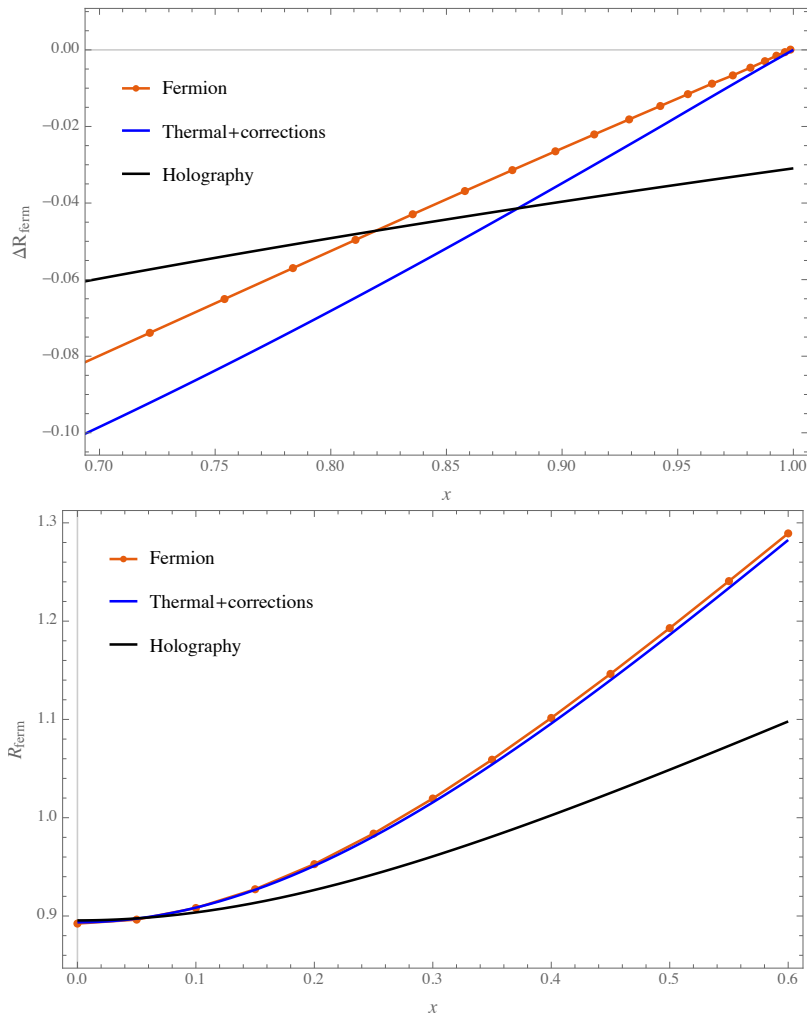 0.00
Fermion
−0.02
Thermal+corrections
Holography
−0.04
ΔR_ferm
−0.06
−0.08
−0.10
0.70 0.75 0.80 0.85 0.90 0.95 1.00
x
1.3
Fermion
Thermal+corrections
1.2
Holography
1.1
R_ferm
1.0
0.9
0.0 0.1 0.2 0.3 0.4 0.5 0.6
x